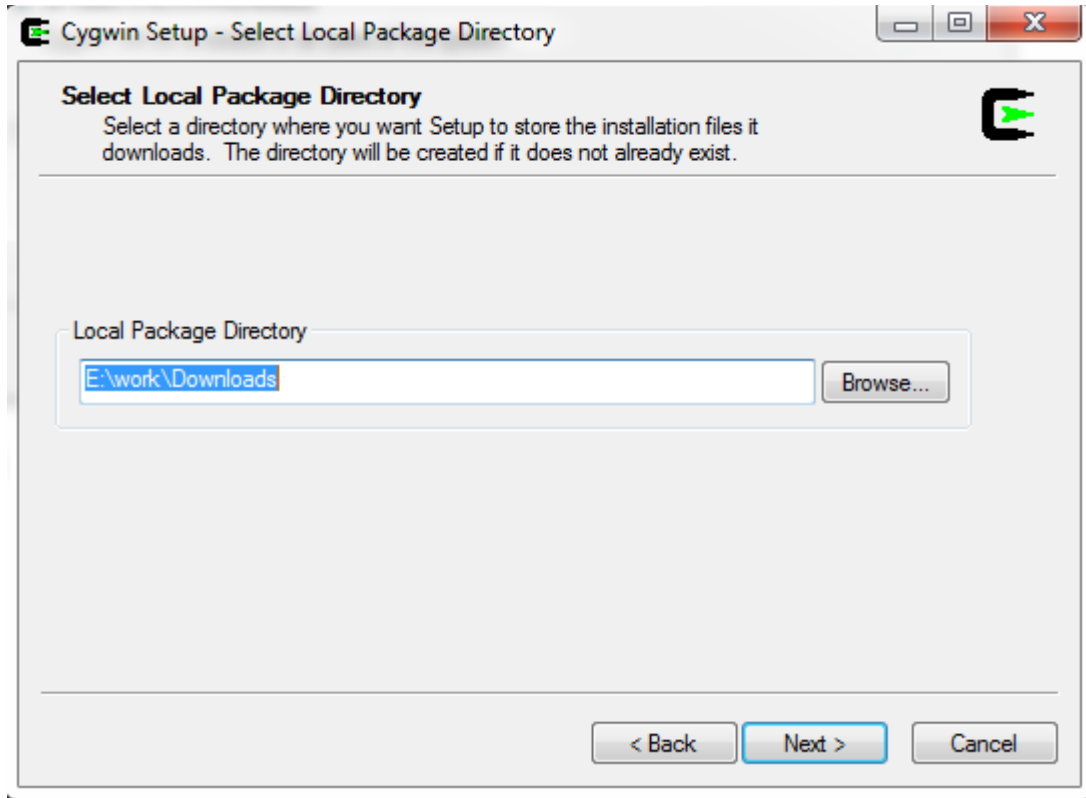 Cygwin Setup - Select Local Package Directory
Select Local Package Directory
Select a directory where you want Setup to store the installation files it
downloads.  The directory will be created if it does not already exist.
Local Package Directory
E:\work\Downloads
Browse...
< Back
Next >
Cancel